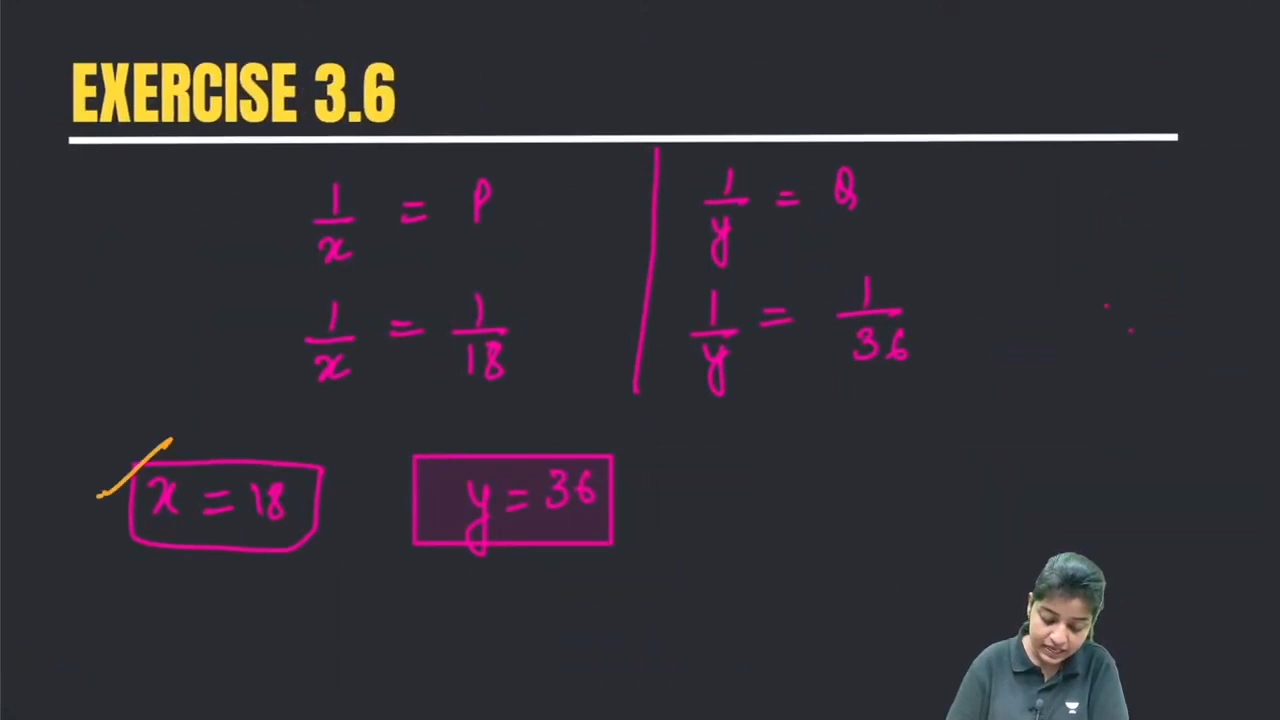 EXERCISE 3.6
1/x = P
1/x = 1/18
1/y = Q
1/y = 1/36
x = 18
y = 36